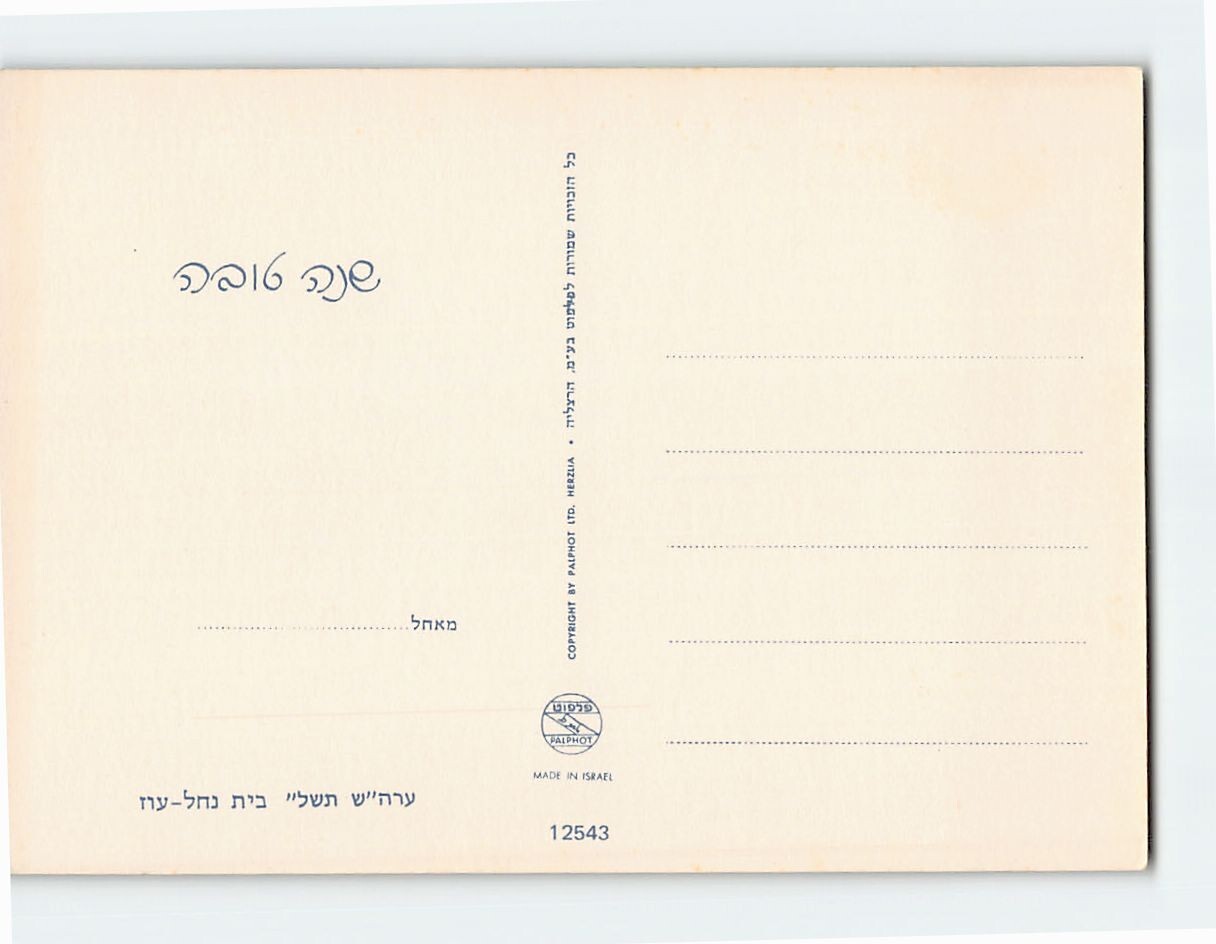 שנה טובה
מאחל
ערה"ש תשל" בית נחל-עוז
כל הזכויות שמורות לפלפוט בע"מ, הרצליה • COPYRIGHT BY PALPHOT LTD. HERZLIA
פלפוט
PALPHOT
MADE IN ISRAEL
12543